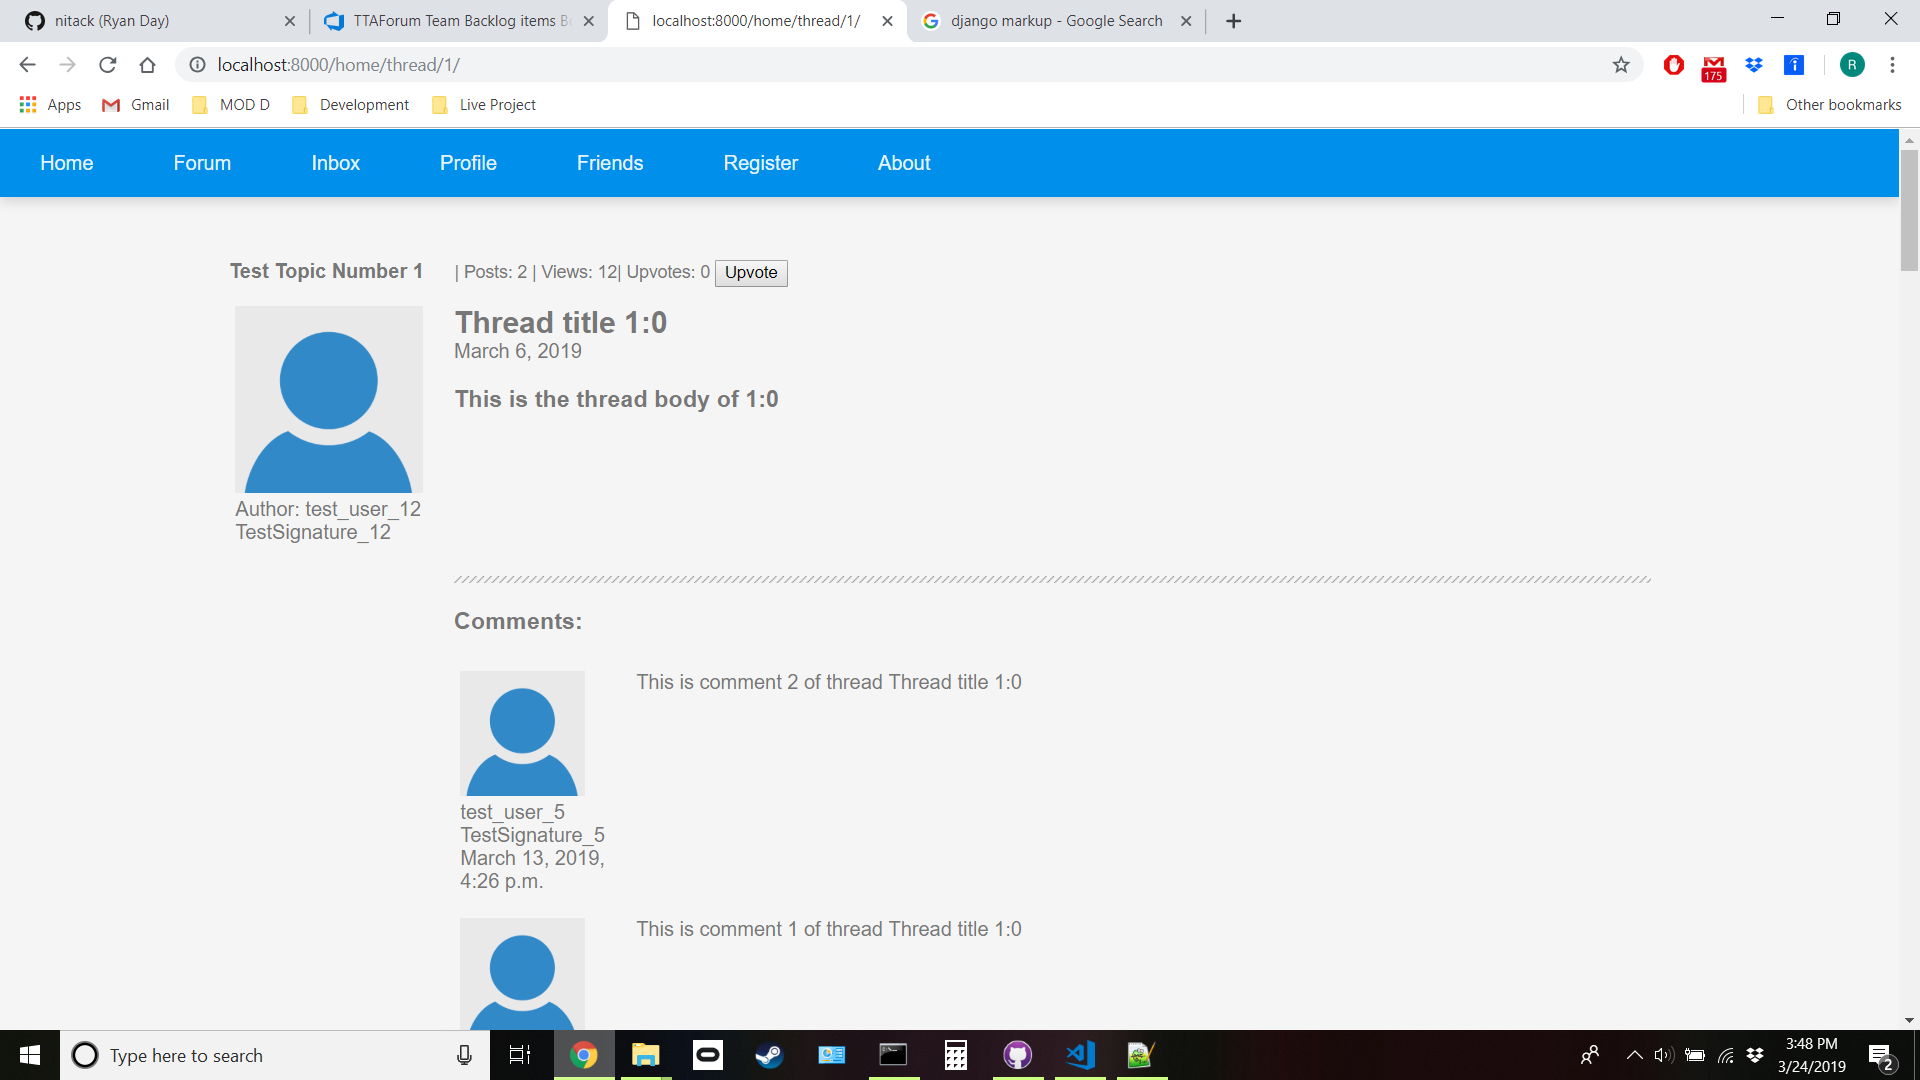 nitack (Ryan Day)
TTAForum Team Backlog items B
localhost:8000/home/thread/1/
django markup - Google Search
localhost:8000/home/thread/1/
175
R
Apps
Gmail
MOD D
Development
Live Project
Other bookmarks
Home Forum Inbox Profile Friends Register About
Test Topic Number 1 | Posts: 2 | Views: 12| Upvotes: 0 Upvote
Thread title 1:0
March 6, 2019
This is the thread body of 1:0
Author: test_user_12
TestSignature_12
Comments:
This is comment 2 of thread Thread title 1:0
test_user_5
TestSignature_5
March 13, 2019,
4:26 p.m.
This is comment 1 of thread Thread title 1:0
Type here to search
3:48 PM
3/24/2019
2